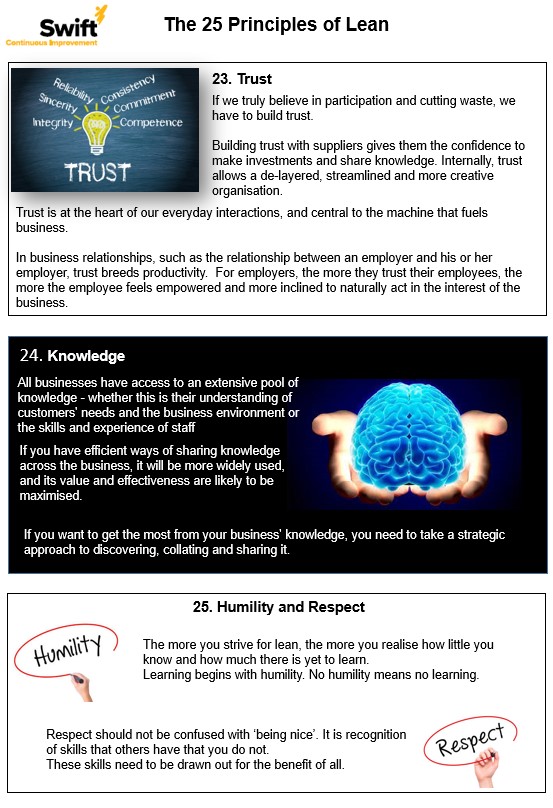 Swift
Continuous Improvement
The 25 Principles of Lean
Reliability
Consistency
Sincerity
Commitment
Integrity
Competence
TRUST
23. Trust
If we truly believe in participation and cutting waste, we
have to build trust.
Building trust with suppliers gives them the confidence to
make investments and share knowledge. Internally, trust
allows a de-layered, streamlined and more creative
organisation.
Trust is at the heart of our everyday interactions, and central to the machine that fuels
business.
In business relationships, such as the relationship between an employer and his or her
employer, trust breeds productivity.  For employers, the more they trust their employees, the
more the employee feels empowered and more inclined to naturally act in the interest of the
business.
24. Knowledge
All businesses have access to an extensive pool of
knowledge - whether this is their understanding of
customers' needs and the business environment or
the skills and experience of staff
If you have efficient ways of sharing knowledge
across the business, it will be more widely used,
and its value and effectiveness are likely to be
maximised.
If you want to get the most from your business' knowledge, you need to take a strategic
approach to discovering, collating and sharing it.
25. Humility and Respect
Humility
The more you strive for lean, the more you realise how little you
know and how much there is yet to learn.
Learning begins with humility. No humility means no learning.
Respect should not be confused with ‘being nice’. It is recognition
of skills that others have that you do not.
These skills need to be drawn out for the benefit of all.
Respect